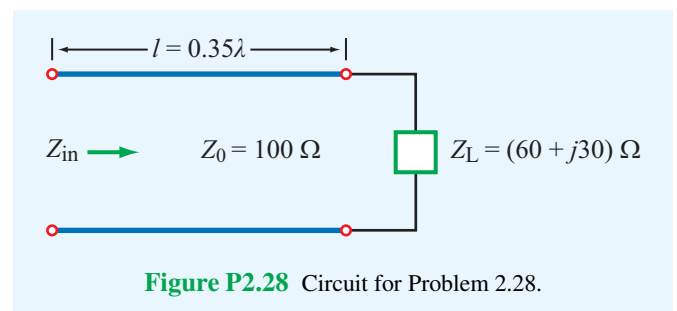 l = 0.35λ
Zin
Z0 = 100 Ω
ZL = (60 + j30) Ω
Figure P2.28 Circuit for Problem 2.28.